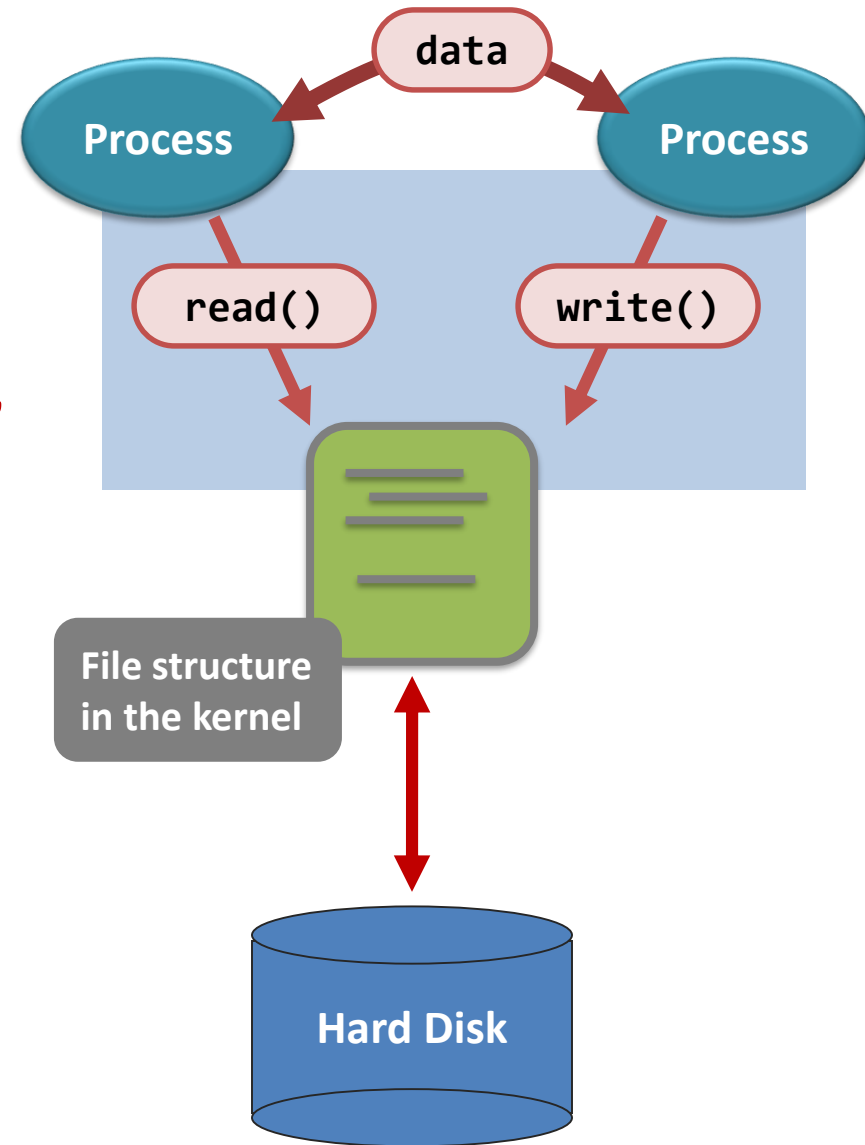 data
Process
Process
read()
write()
,
File structure
in the kernel
Hard Disk